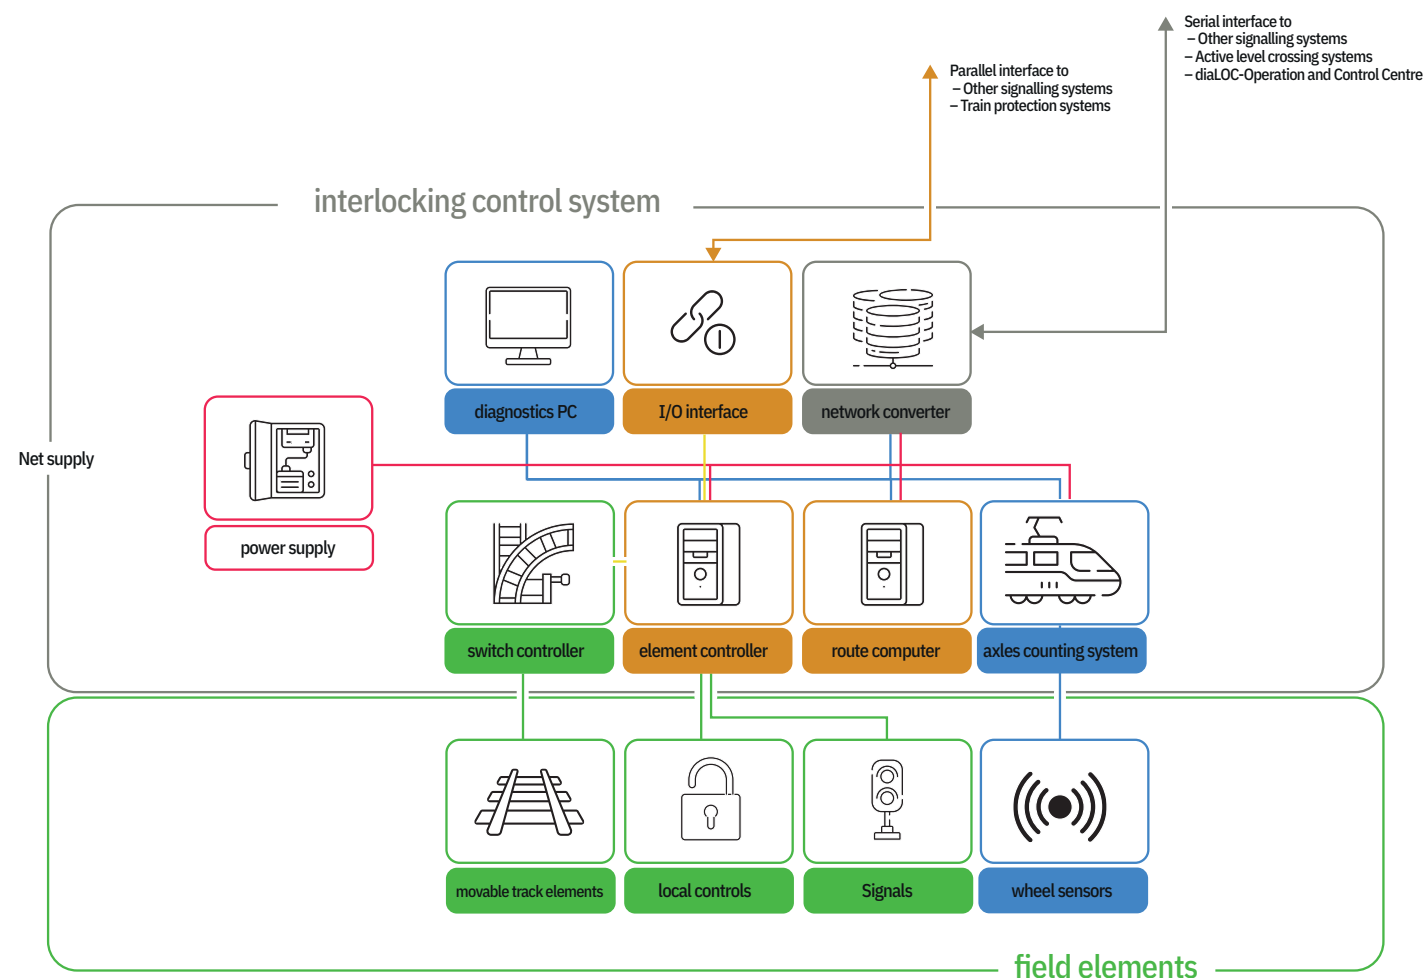 Serial interface to
– Other signalling systems
– Active level crossing systems
– diaLOC-Operation and Control Centre
Parallel interface to
– Other signalling systems
– Train protection systems
interlocking control system
diagnostics PC
I/O interface
network converter
Net supply
power supply
switch controller
element controller
route computer
axles counting system
movable track elements
local controls
Signals
wheel sensors
field elements